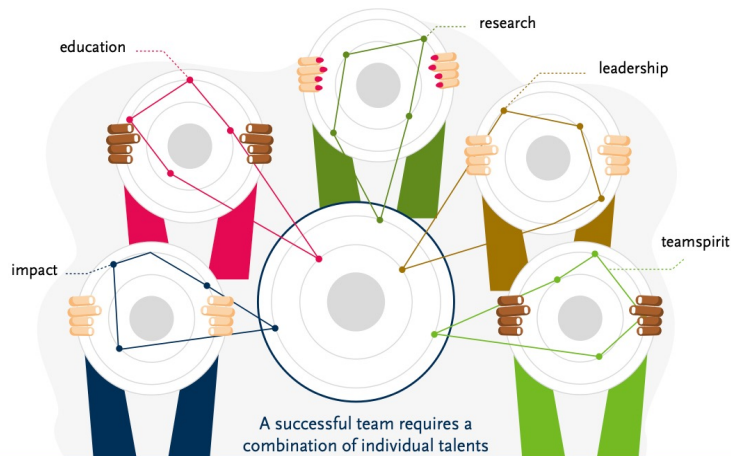 research
education
leadership
teamspirit
impact
A successful team requires a
combination of individual talents